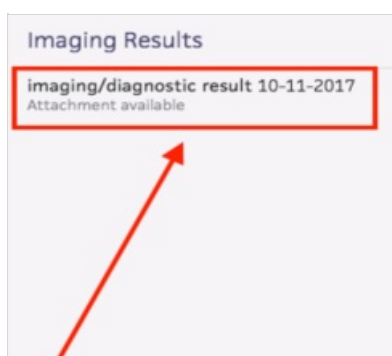 Imaging Results
imaging/diagnostic result 10-11-2017
Attachment available